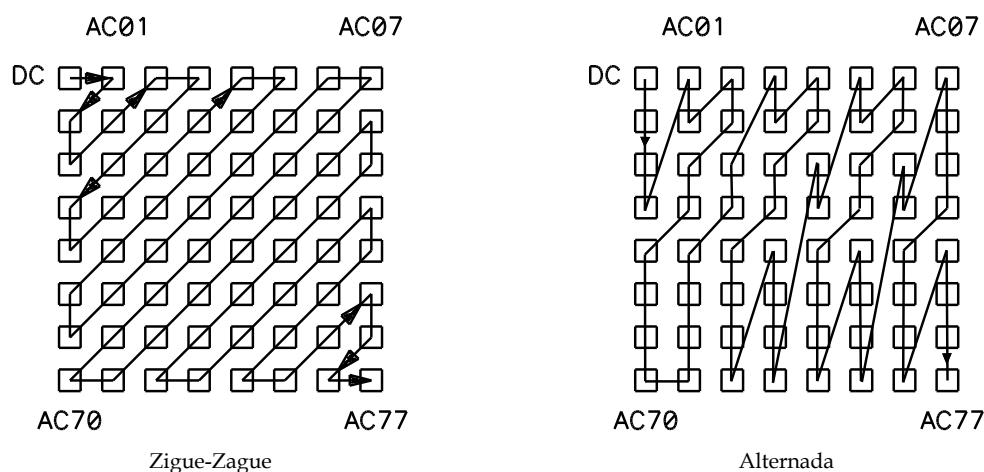 AC01 AC07 AC01 AC07
DC DC
AC70 AC77 AC70 AC77
Zigue-Zague Alternada